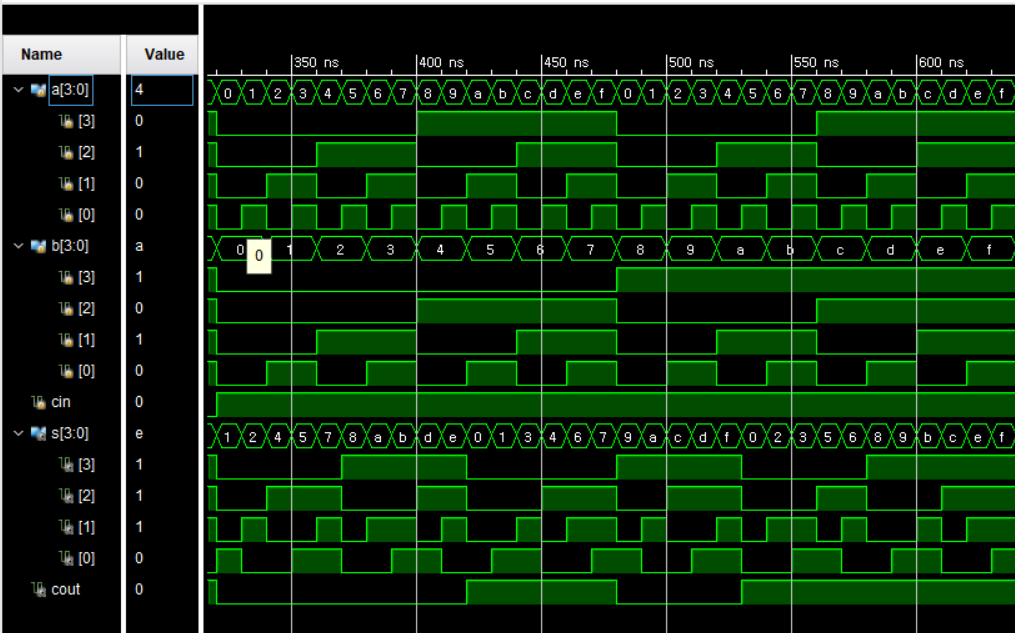 Name Value
350 ns 400 ns 450 ns 500 ns 550 ns 600 ns
a[3:0] 4 0 1 2 3 4 5 6 7 8 9 a b c d e f 0 1 2 3 4 5 6 7 8 9 a b c d e f
[3] 0
[2] 1
[1] 0
[0] 0
b[3:0] a 0 1 2 3 4 5 6 7 8 9 a b c d e f
0
[3] 1
[2] 0
[1] 1
[0] 0
cin 0
s[3:0] e 1 2 4 5 7 8 a b d e 0 1 3 4 6 7 9 a c d f 0 2 3 5 6 8 9 b c e f
[3] 1
[2] 1
[1] 1
[0] 0
cout 0